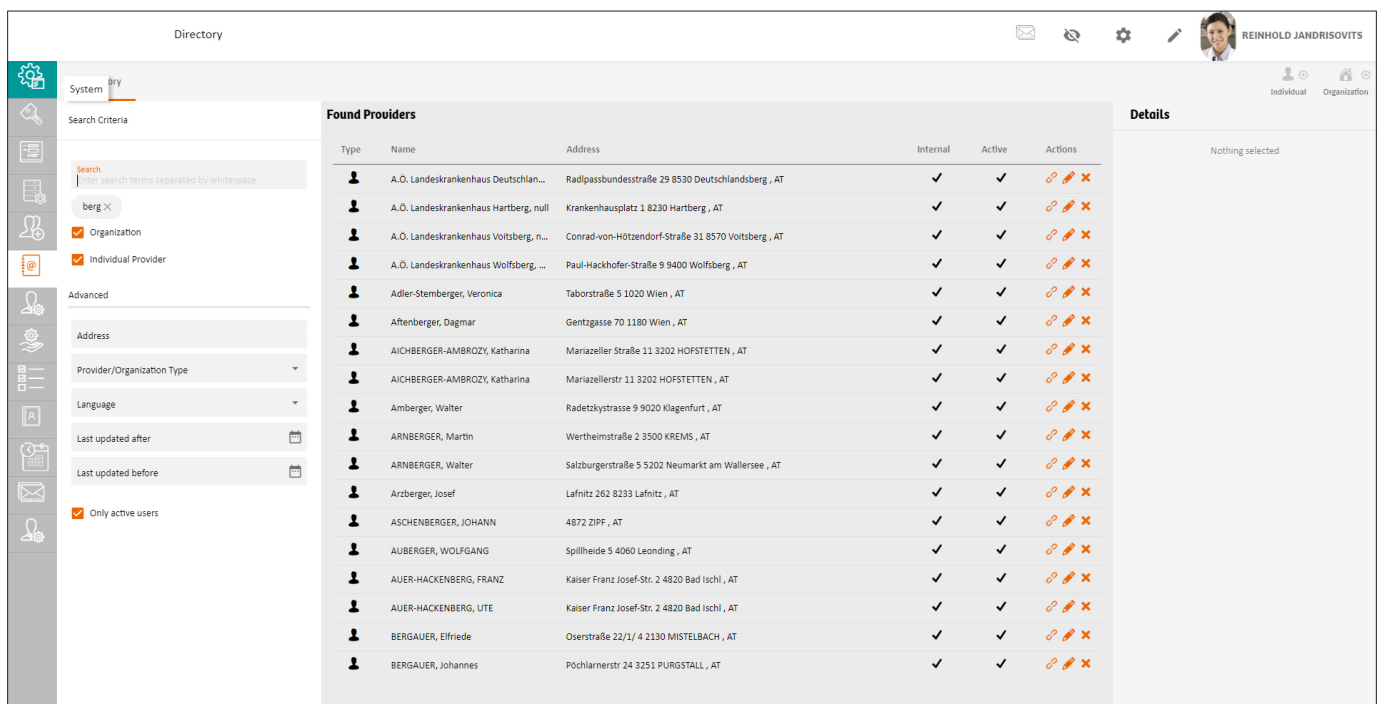 Directory
REINHOLD JANDRISOVITS
System
ory
Individual
Organization
Search Criteria
Search
Enter search terms separated by whitespace
berg
Organization
Individual Provider
Advanced
Address
Provider/Organization Type
Language
Last updated after
Last updated before
Only active users
Found Providers
Type Name Address Internal Active Actions
A.Ö. Landeskrankenhaus Deutschlan... Radlpassbundesstraße 29 8530 Deutschlandsberg , AT
A.Ö. Landeskrankenhaus Hartberg, null Krankenhausplatz 1 8230 Hartberg , AT
A.Ö. Landeskrankenhaus Voitsberg, n... Conrad-von-Hötzendorf-Straße 31 8570 Voitsberg , AT
A.Ö. Landeskrankenhaus Wolfsberg, ... Paul-Hackhofer-Straße 9 9400 Wolfsberg , AT
Adler-Stemberger, Veronica Taborstraße 5 1020 Wien , AT
Aftenberger, Dagmar Gentzgasse 70 1180 Wien , AT
AICHBERGER-AMBROZY, Katharina Mariazeller Straße 11 3202 HOFSTETTEN , AT
AICHBERGER-AMBROZY, Katharina Mariazellerstr 11 3202 HOFSTETTEN , AT
Amberger, Walter Radetzkystrasse 9 9020 Klagenfurt , AT
ARNBERGER, Martin Wertheimstraße 2 3500 KREMS , AT
ARNBERGER, Walter Salzburgerstraße 5 5202 Neumarkt am Wallersee , AT
Arzberger, Josef Lafnitz 262 8233 Lafnitz , AT
ASCHENBERGER, JOHANN 4872 ZIPF , AT
AUBERGER, WOLFGANG Spillheide 5 4060 Leonding , AT
AUER-HACKENBERG, FRANZ Kaiser Franz Josef-Str. 2 4820 Bad Ischl , AT
AUER-HACKENBERG, UTE Kaiser Franz Josef-Str. 2 4820 Bad Ischl , AT
BERGAUER, Elfriede Oserstraße 22/1/ 4 2130 MISTELBACH , AT
BERGAUER, Johannes Pöchlarnerstr 24 3251 PURGSTALL , AT
Details
Nothing selected